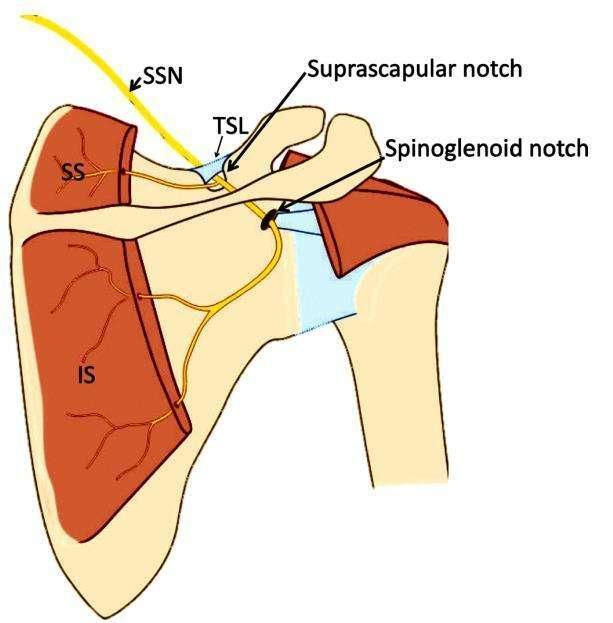 SSN
Suprascapular notch
TSL
Spinoglenoid notch
SS
IS